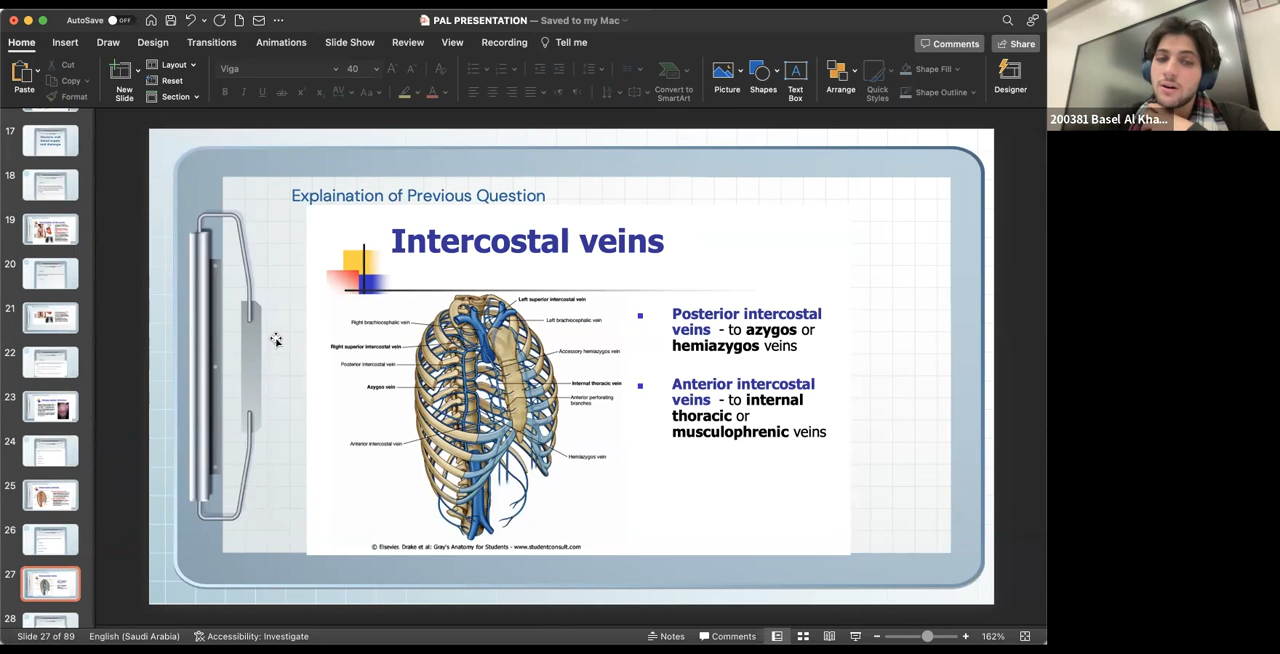 AutoSave OFF
PAL PRESENTATION — Saved to my Mac
Home Insert Draw Design Transitions Animations Slide Show Review View Recording Tell me
Comments Share
Paste
Cut
Copy
Format
New Slide
Layout
Reset
Section
Viga 40
Convert to SmartArt
Picture
Shapes
Text Box
Arrange
Quick Styles
Shape Fill
Shape Outline
Designer
200381 Basel Al Kha...
17
18
19
20
21
22
23
24
25
26
27
28
Explaination of Previous Question
Intercostal veins
Left superior intercostal vein
Right brachiocephalic vein
Left brachiocephalic vein
Right superior intercostal vein
Accessory hemiazygos vein
Posterior intercostal vein
Azygos vein
Internal thoracic vein
Anterior perforating
branches
Anterior intercostal vein
Hemiazygos vein
© Elsevier. Drake et al: Gray's Anatomy for Students - www.studentconsult.com
Posterior intercostal
veins - to azygos or
hemiazygos veins
Anterior intercostal
veins - to internal
thoracic or
musculophrenic veins
Slide 27 of 89 English (Saudi Arabia) Accessibility: Investigate
Notes Comments 162%